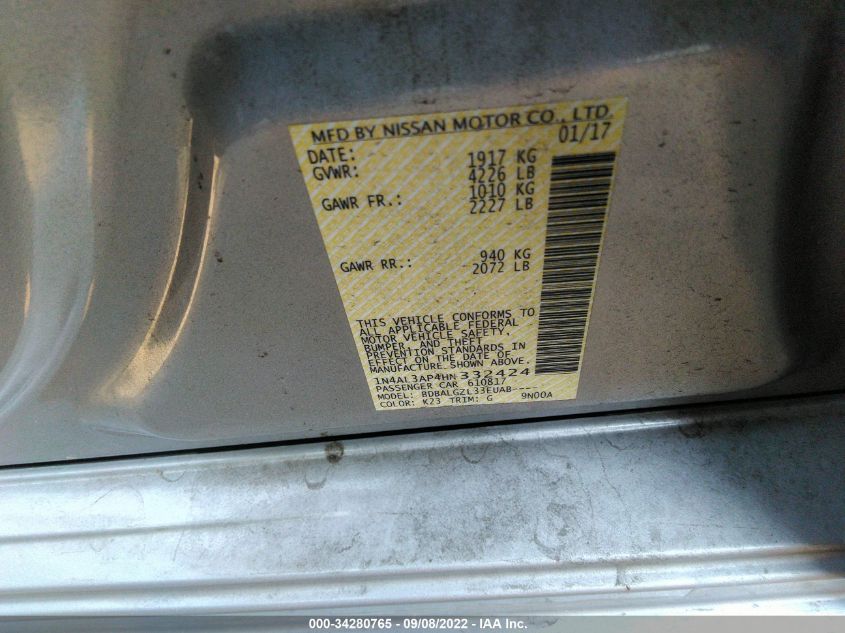 MFD BY NISSAN MOTOR CO., LTD.
DATE: 01/17
GVWR: 1917 KG
4226 LB
GAWR FR.: 1010 KG
2227 LB
GAWR RR.: 940 KG
2072 LB
THIS VEHICLE CONFORMS TO
ALL APPLICABLE FEDERAL
MOTOR VEHICLE SAFETY,
BUMPER, AND THEFT
PREVENTION STANDARDS IN
EFFECT ON THE DATE OF
MANUFACTURE SHOWN ABOVE.
1N4AL3AP4HN332424
PASSENGER CAR 610817
MODEL: BDBALGZL33EUAB----
COLOR: K23 TRIM: G 9N00A
000-34280765 - 09/08/2022 - IAA Inc.